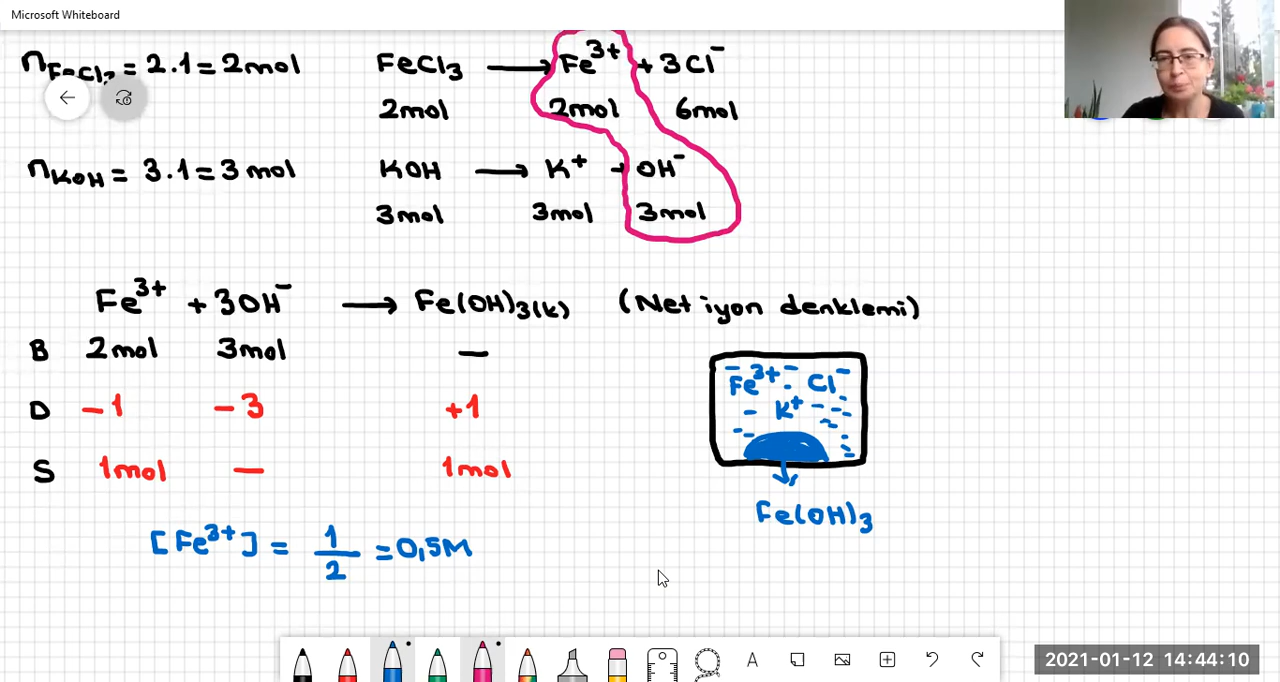 Microsoft Whiteboard
nFeCl3 = 2.1 = 2mol FeCl3 → Fe3+ + 3Cl−
2mol 2mol 6mol
nKOH = 3.1 = 3 mol KOH → K+ + OH−
3mol 3mol 3mol
Fe3+ + 3OH− → Fe(OH)3(k) (Net iyon denklemi)
B 2mol 3mol —
Fe3+ Cl−
K+
D −1 −3 +1
S 1mol — 1mol
Fe(OH)3
[Fe3+] = 1/2 = 0,5M
A
2021-01-12 14:44:10